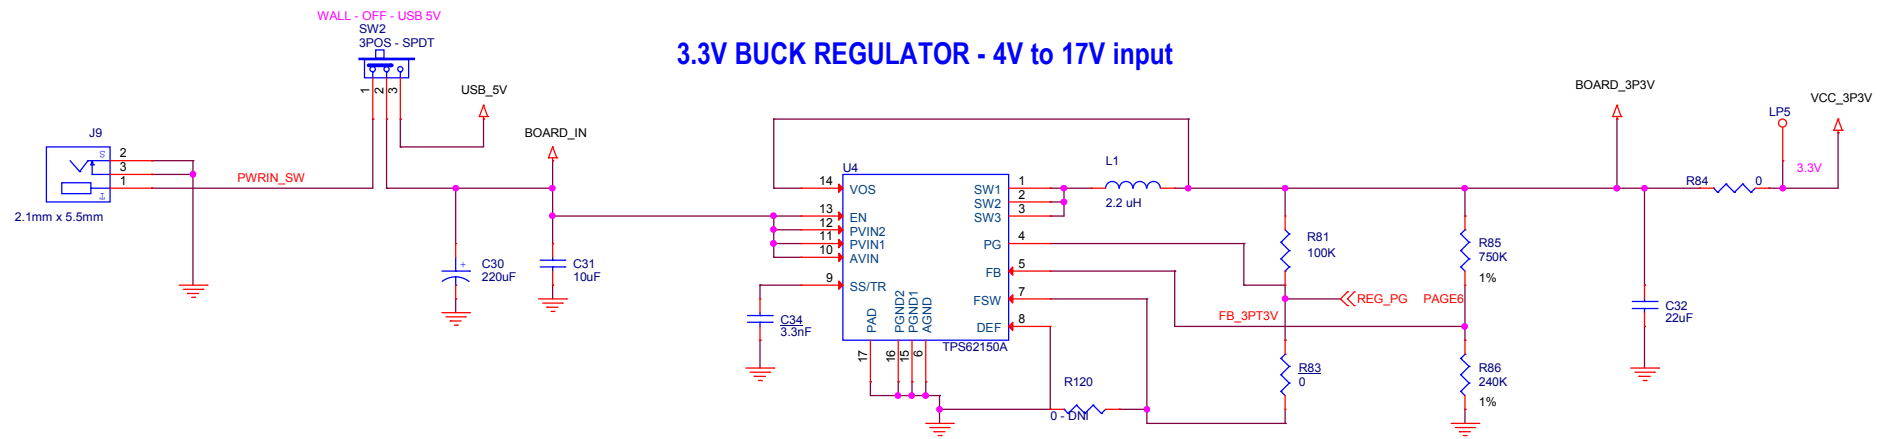 WALL - OFF - USB 5V
SW2
3POS - SPDT
3.3V BUCK REGULATOR - 4V to 17V input
1
2
3
USB_5V
BOARD_IN
J9
S
2
3
1
T
2.1mm x 5.5mm
PWRIN_SW
C30
220uF
+
C31
10uF
U4
14
VOS
13
EN
12
PVIN2
11
PVIN1
10
AVIN
9
SS/TR
C34
3.3nF
SW1
1
SW2
2
SW3
3
PG
4
FB
5
FSW
7
DEF
8
PAD
PGND2
PGND1
AGND
17
16
15
6
TPS62150A
L1
2.2 uH
R120
0 - DNI
R81
100K
REG_PG
PAGE6
FB_3PT3V
R83
0
R85
750K
1%
R86
240K
1%
BOARD_3P3V
C32
22uF
R84
0
LP5
3.3V
VCC_3P3V